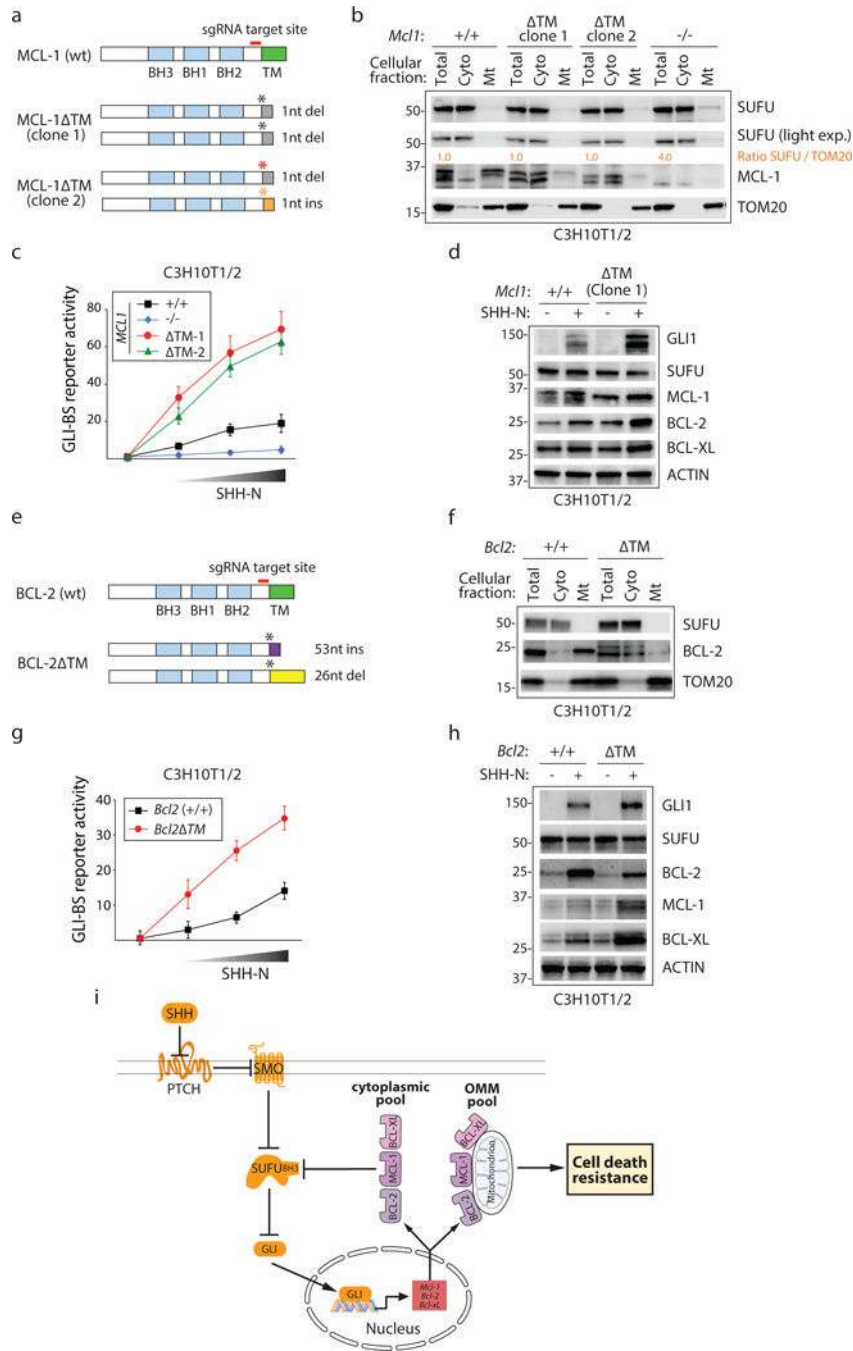 a
sgRNA target site
MCL-1 (wt)
BH3 BH1 BH2 TM
MCL-1ΔTM
(clone 1)
* 1nt del
* 1nt del
MCL-1ΔTM
(clone 2)
* 1nt del
* 1nt ins
b
Mcl1: +/+ ΔTM clone 1 ΔTM clone 2 -/-
Cellular fraction: Total Cyto Mt Total Cyto Mt Total Cyto Mt Total Cyto Mt
50- SUFU
50- SUFU (light exp.)
1.0 1.0 1.0 4.0 Ratio SUFU / TOM20
37-
25- MCL-1
15- TOM20
C3H10T1/2
c
C3H10T1/2
GLI-BS reporter activity
80
60
40
20
MCL1
+/+
-/-
ΔTM-1
ΔTM-2
SHH-N
d
Mcl1: +/+ ΔTM (Clone 1)
SHH-N: - + - +
150- GLI1
50- SUFU
37- MCL-1
25- BCL-2
25- BCL-XL
37- ACTIN
C3H10T1/2
e
sgRNA target site
BCL-2 (wt)
BH3 BH1 BH2 TM
BCL-2ΔTM
* 53nt ins
* 26nt del
f
Bcl2: +/+ ΔTM
Cellular fraction: Total Cyto Mt Total Cyto Mt
50- SUFU
25- BCL-2
15- TOM20
C3H10T1/2
g
C3H10T1/2
GLI-BS reporter activity
40
30
20
10
Bcl2 (+/+)
Bcl2ΔTM
SHH-N
h
Bcl2: +/+ ΔTM
SHH-N: - + - +
150- GLI1
50- SUFU
25- BCL-2
37- MCL-1
25- BCL-XL
37- ACTIN
C3H10T1/2
i
SHH
PTCH
SMO
SUFU BH3
GLI
cytoplasmic pool
BCL-XL
MCL-1
BCL-2
OMM pool
BCL-XL
MCL-1
BCL-2
Mitochondrion
Cell death resistance
GLI
Mcl-1
Bcl-2
Bcl-xL
Nucleus